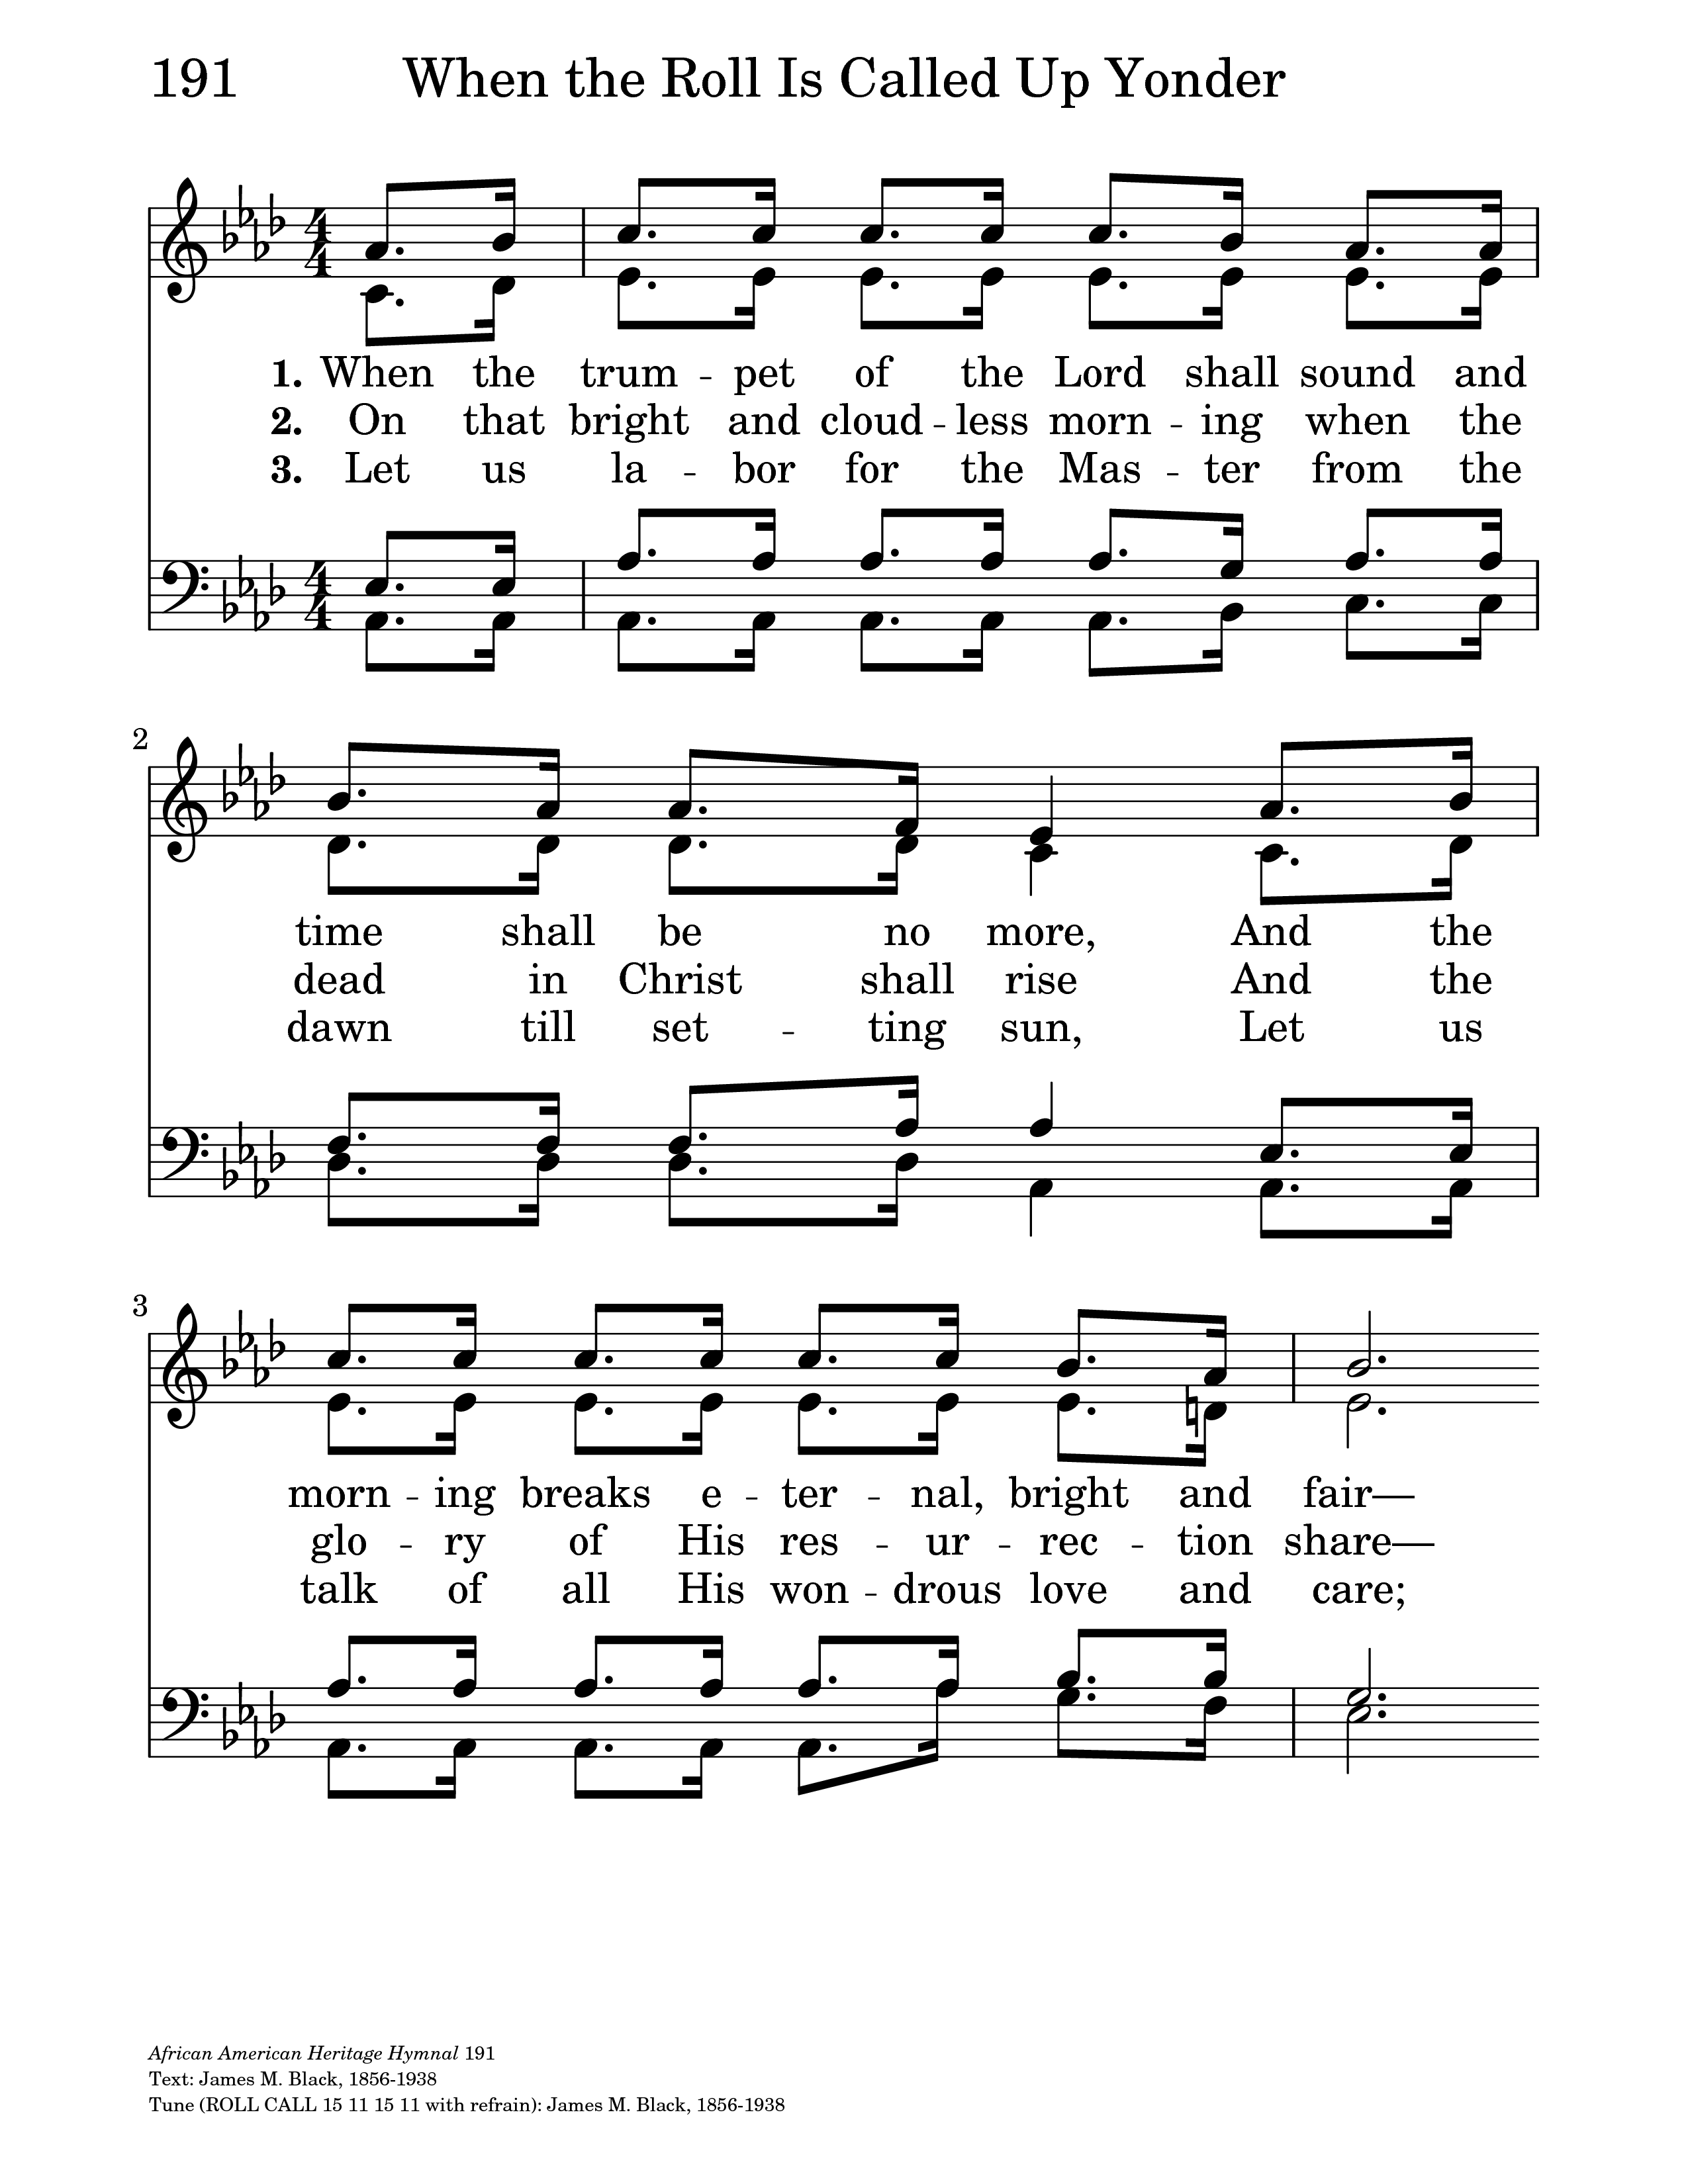 191 When the Roll Is Called Up Yonder
4
4
1. When the trum - pet of the Lord shall sound and
2. On that bright and cloud - less morn - ing when the
3. Let us la - bor for the Mas - ter from the
4
4
2
time shall be no more, And the
dead in Christ shall rise And the
dawn till set - ting sun, Let us
3
morn - ing breaks e - ter - nal, bright and fair—
glo - ry of His res - ur - rec - tion share—
talk of all His won - drous love and care;
African American Heritage Hymnal 191
Text: James M. Black, 1856-1938
Tune (ROLL CALL 15 11 15 11 with refrain): James M. Black, 1856-1938